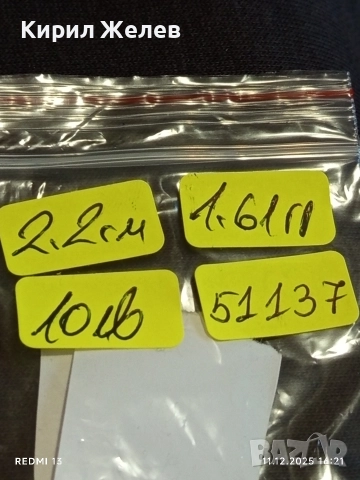 Кирил Желев
2.2см
1.61гр
10лв
51137
BAZAR
REDMI 13
11.12.2025 16:21